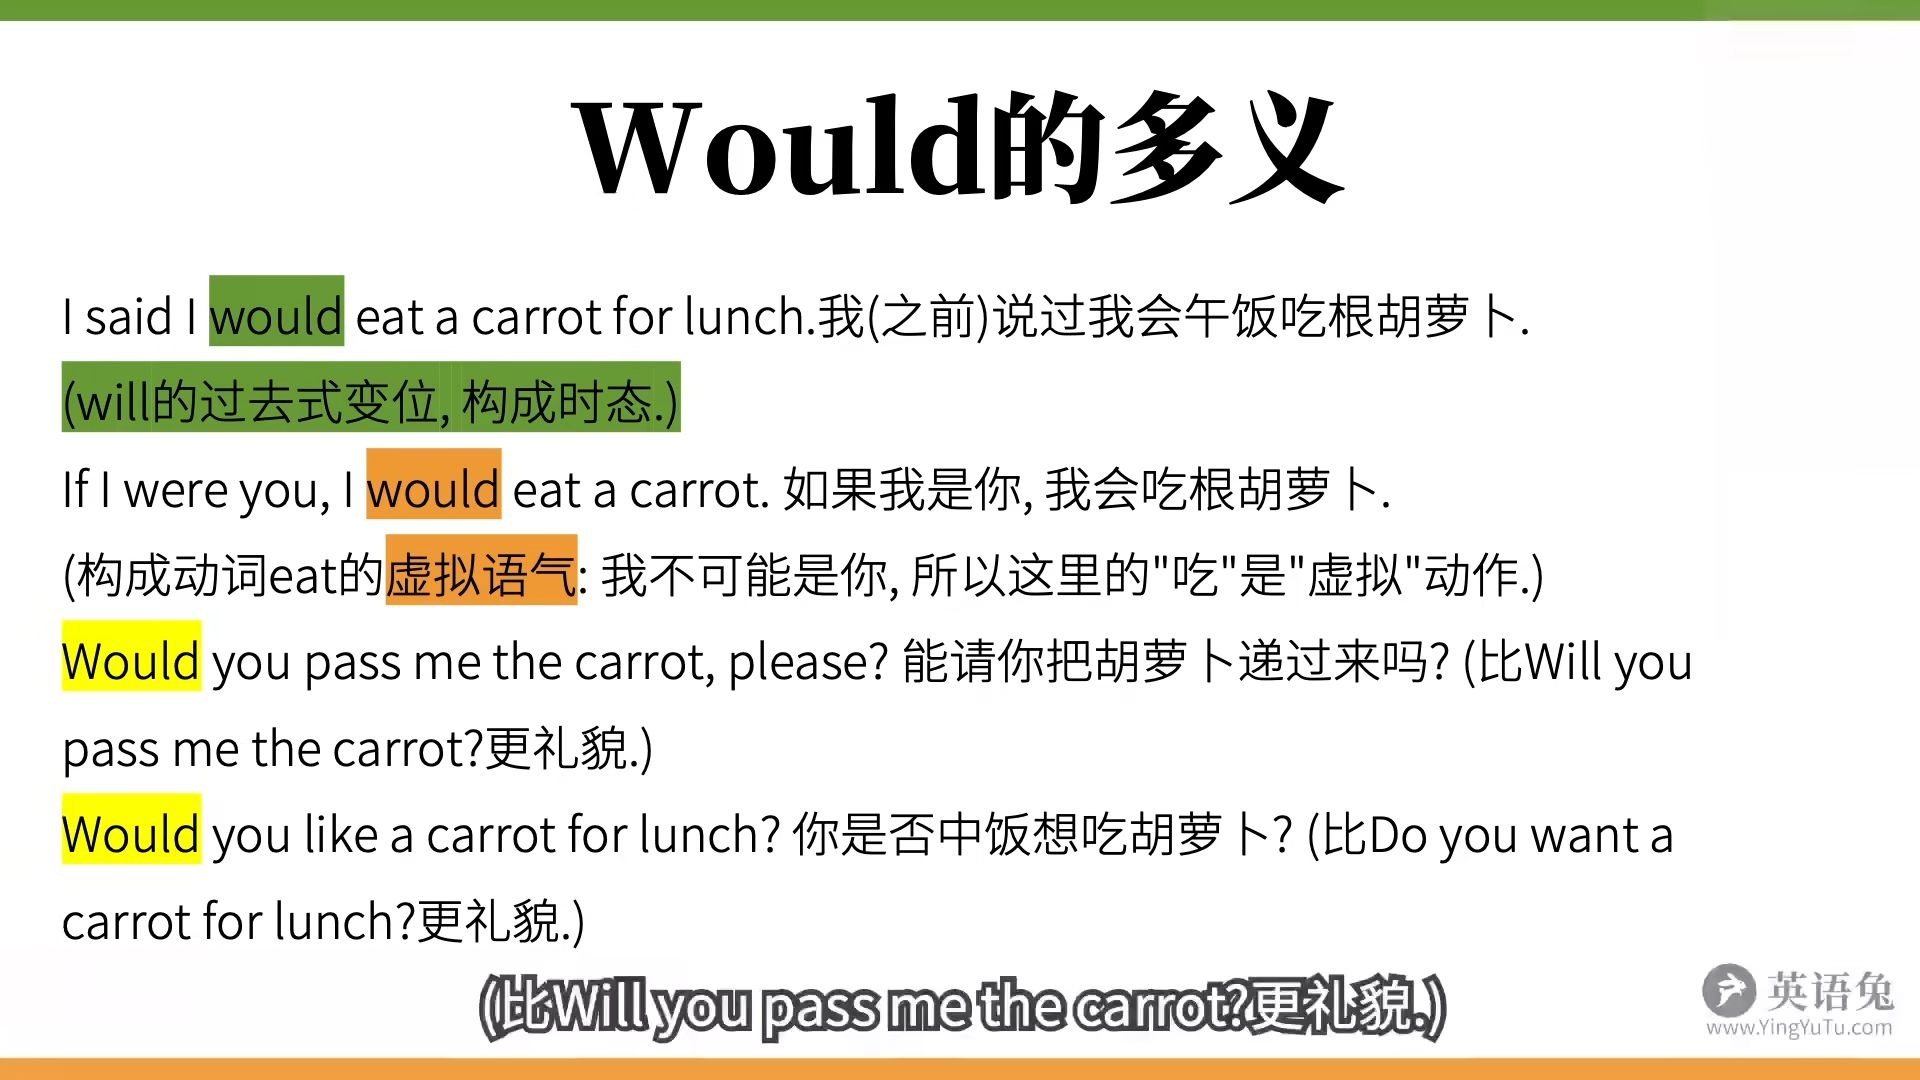 Would的多义
I said I would eat a carrot for lunch.我(之前)说过我会午饭吃根胡萝卜.
(will的过去式变位, 构成时态.)
If I were you, I would eat a carrot. 如果我是你, 我会吃根胡萝卜.
(构成动词eat的虚拟语气: 我不可能是你, 所以这里的"吃"是"虚拟"动作.)
Would you pass me the carrot, please? 能请你把胡萝卜递过来吗? (比Will you
pass me the carrot?更礼貌.)
Would you like a carrot for lunch? 你是否中饭想吃胡萝卜? (比Do you want a
carrot for lunch?更礼貌.)
(比Will you pass me the carrot?更礼貌.)
英语兔
www.YingYuTu.com